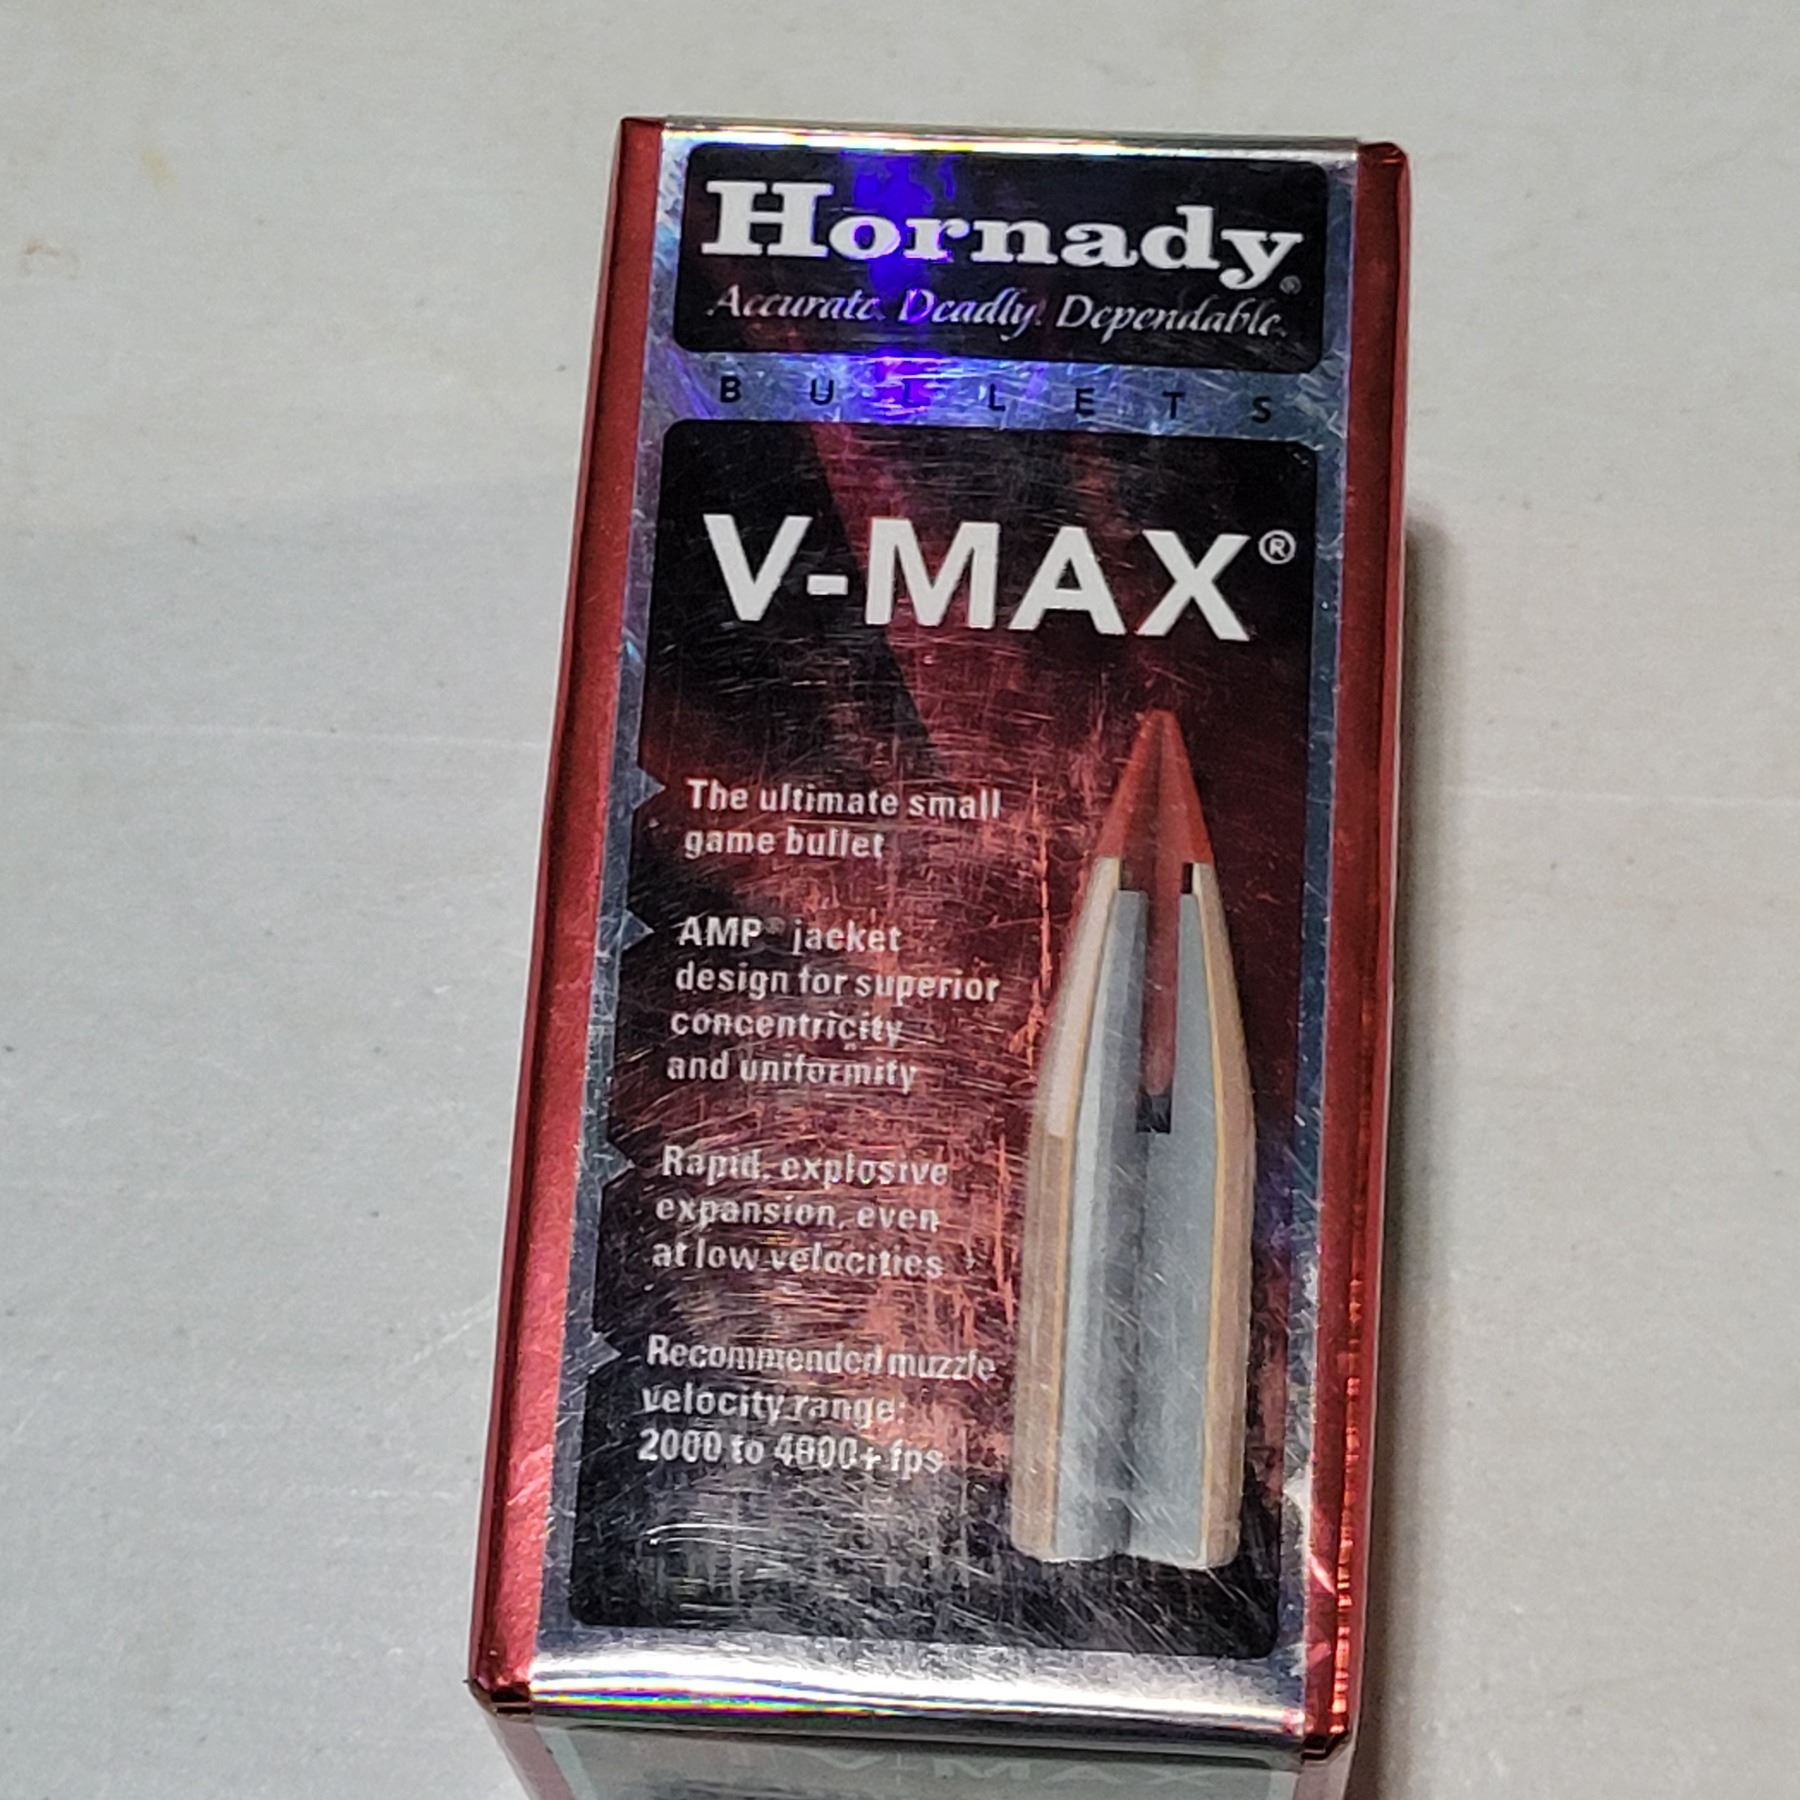 Hornady®
Accurate. Deadly. Dependable.
BULLETS
V-MAX®
The ultimate small
game bullet
AMP® jacket
design for superior
concentricity
and uniformity
Rapid, explosive
expansion, even
at low velocities
Recommended muzzle
velocity range:
2000 to 4000+ fps
V-MAX